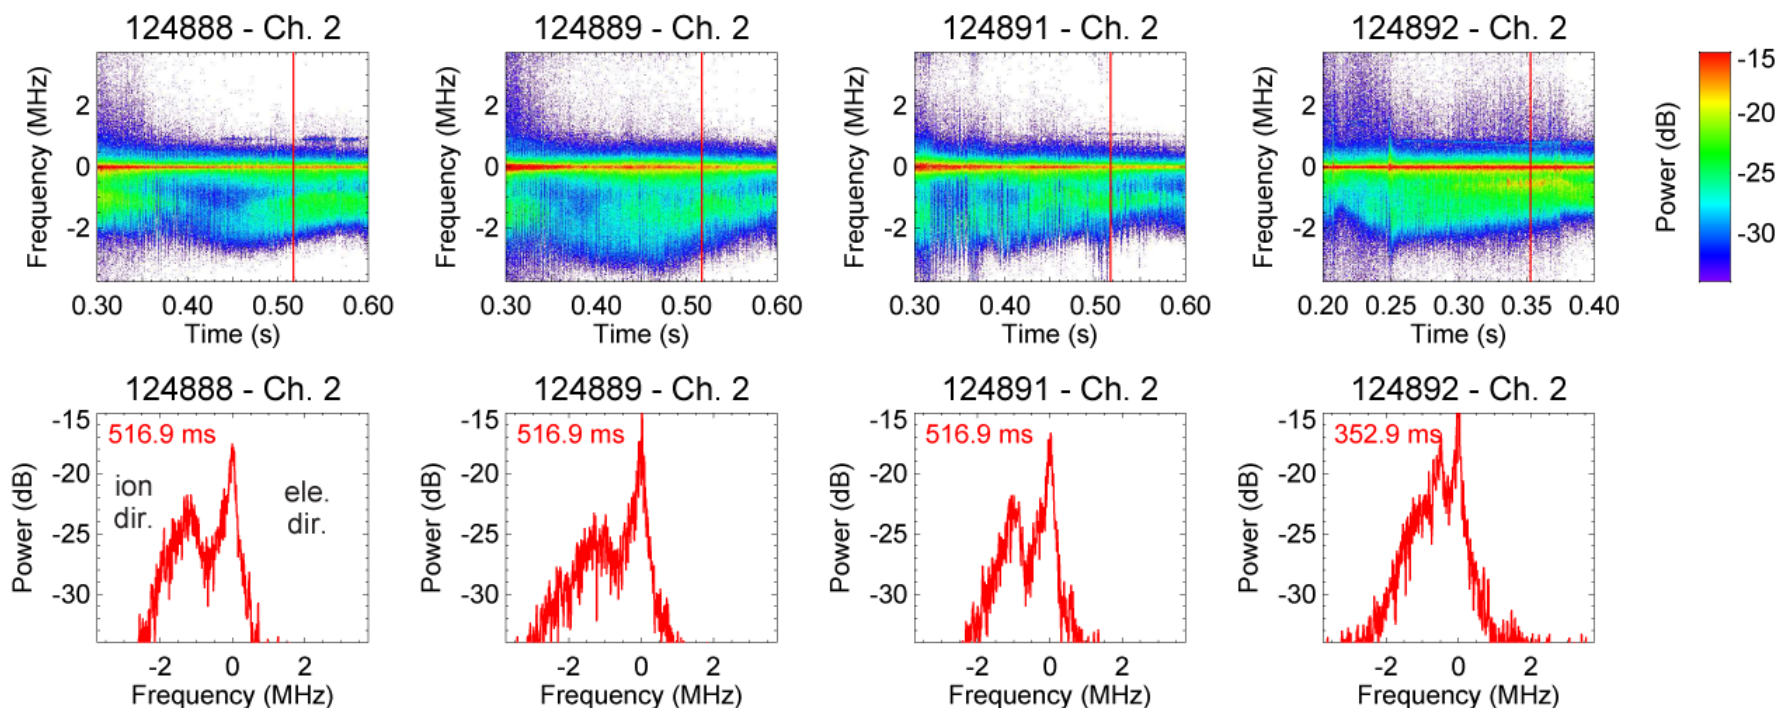 124888 - Ch. 2
124889 - Ch. 2
124891 - Ch. 2
124892 - Ch. 2
Frequency (MHz)
2
0
-2
0.30 0.40 0.50 0.60
Time (s)
Frequency (MHz)
2
0
-2
0.30 0.40 0.50 0.60
Time (s)
Frequency (MHz)
2
0
-2
0.30 0.40 0.50 0.60
Time (s)
Frequency (MHz)
2
0
-2
0.20 0.25 0.30 0.35 0.40
Time (s)
Power (dB)
-15
-20
-25
-30
124888 - Ch. 2
124889 - Ch. 2
124891 - Ch. 2
124892 - Ch. 2
Power (dB)
-15
-20
-25
-30
516.9 ms
ion
dir.
ele.
dir.
-2 0 2
Frequency (MHz)
Power (dB)
-15
-20
-25
-30
516.9 ms
-2 0 2
Frequency (MHz)
Power (dB)
-15
-20
-25
-30
516.9 ms
-2 0 2
Frequency (MHz)
Power (dB)
-15
-20
-25
-30
352.9 ms
-2 0 2
Frequency (MHz)